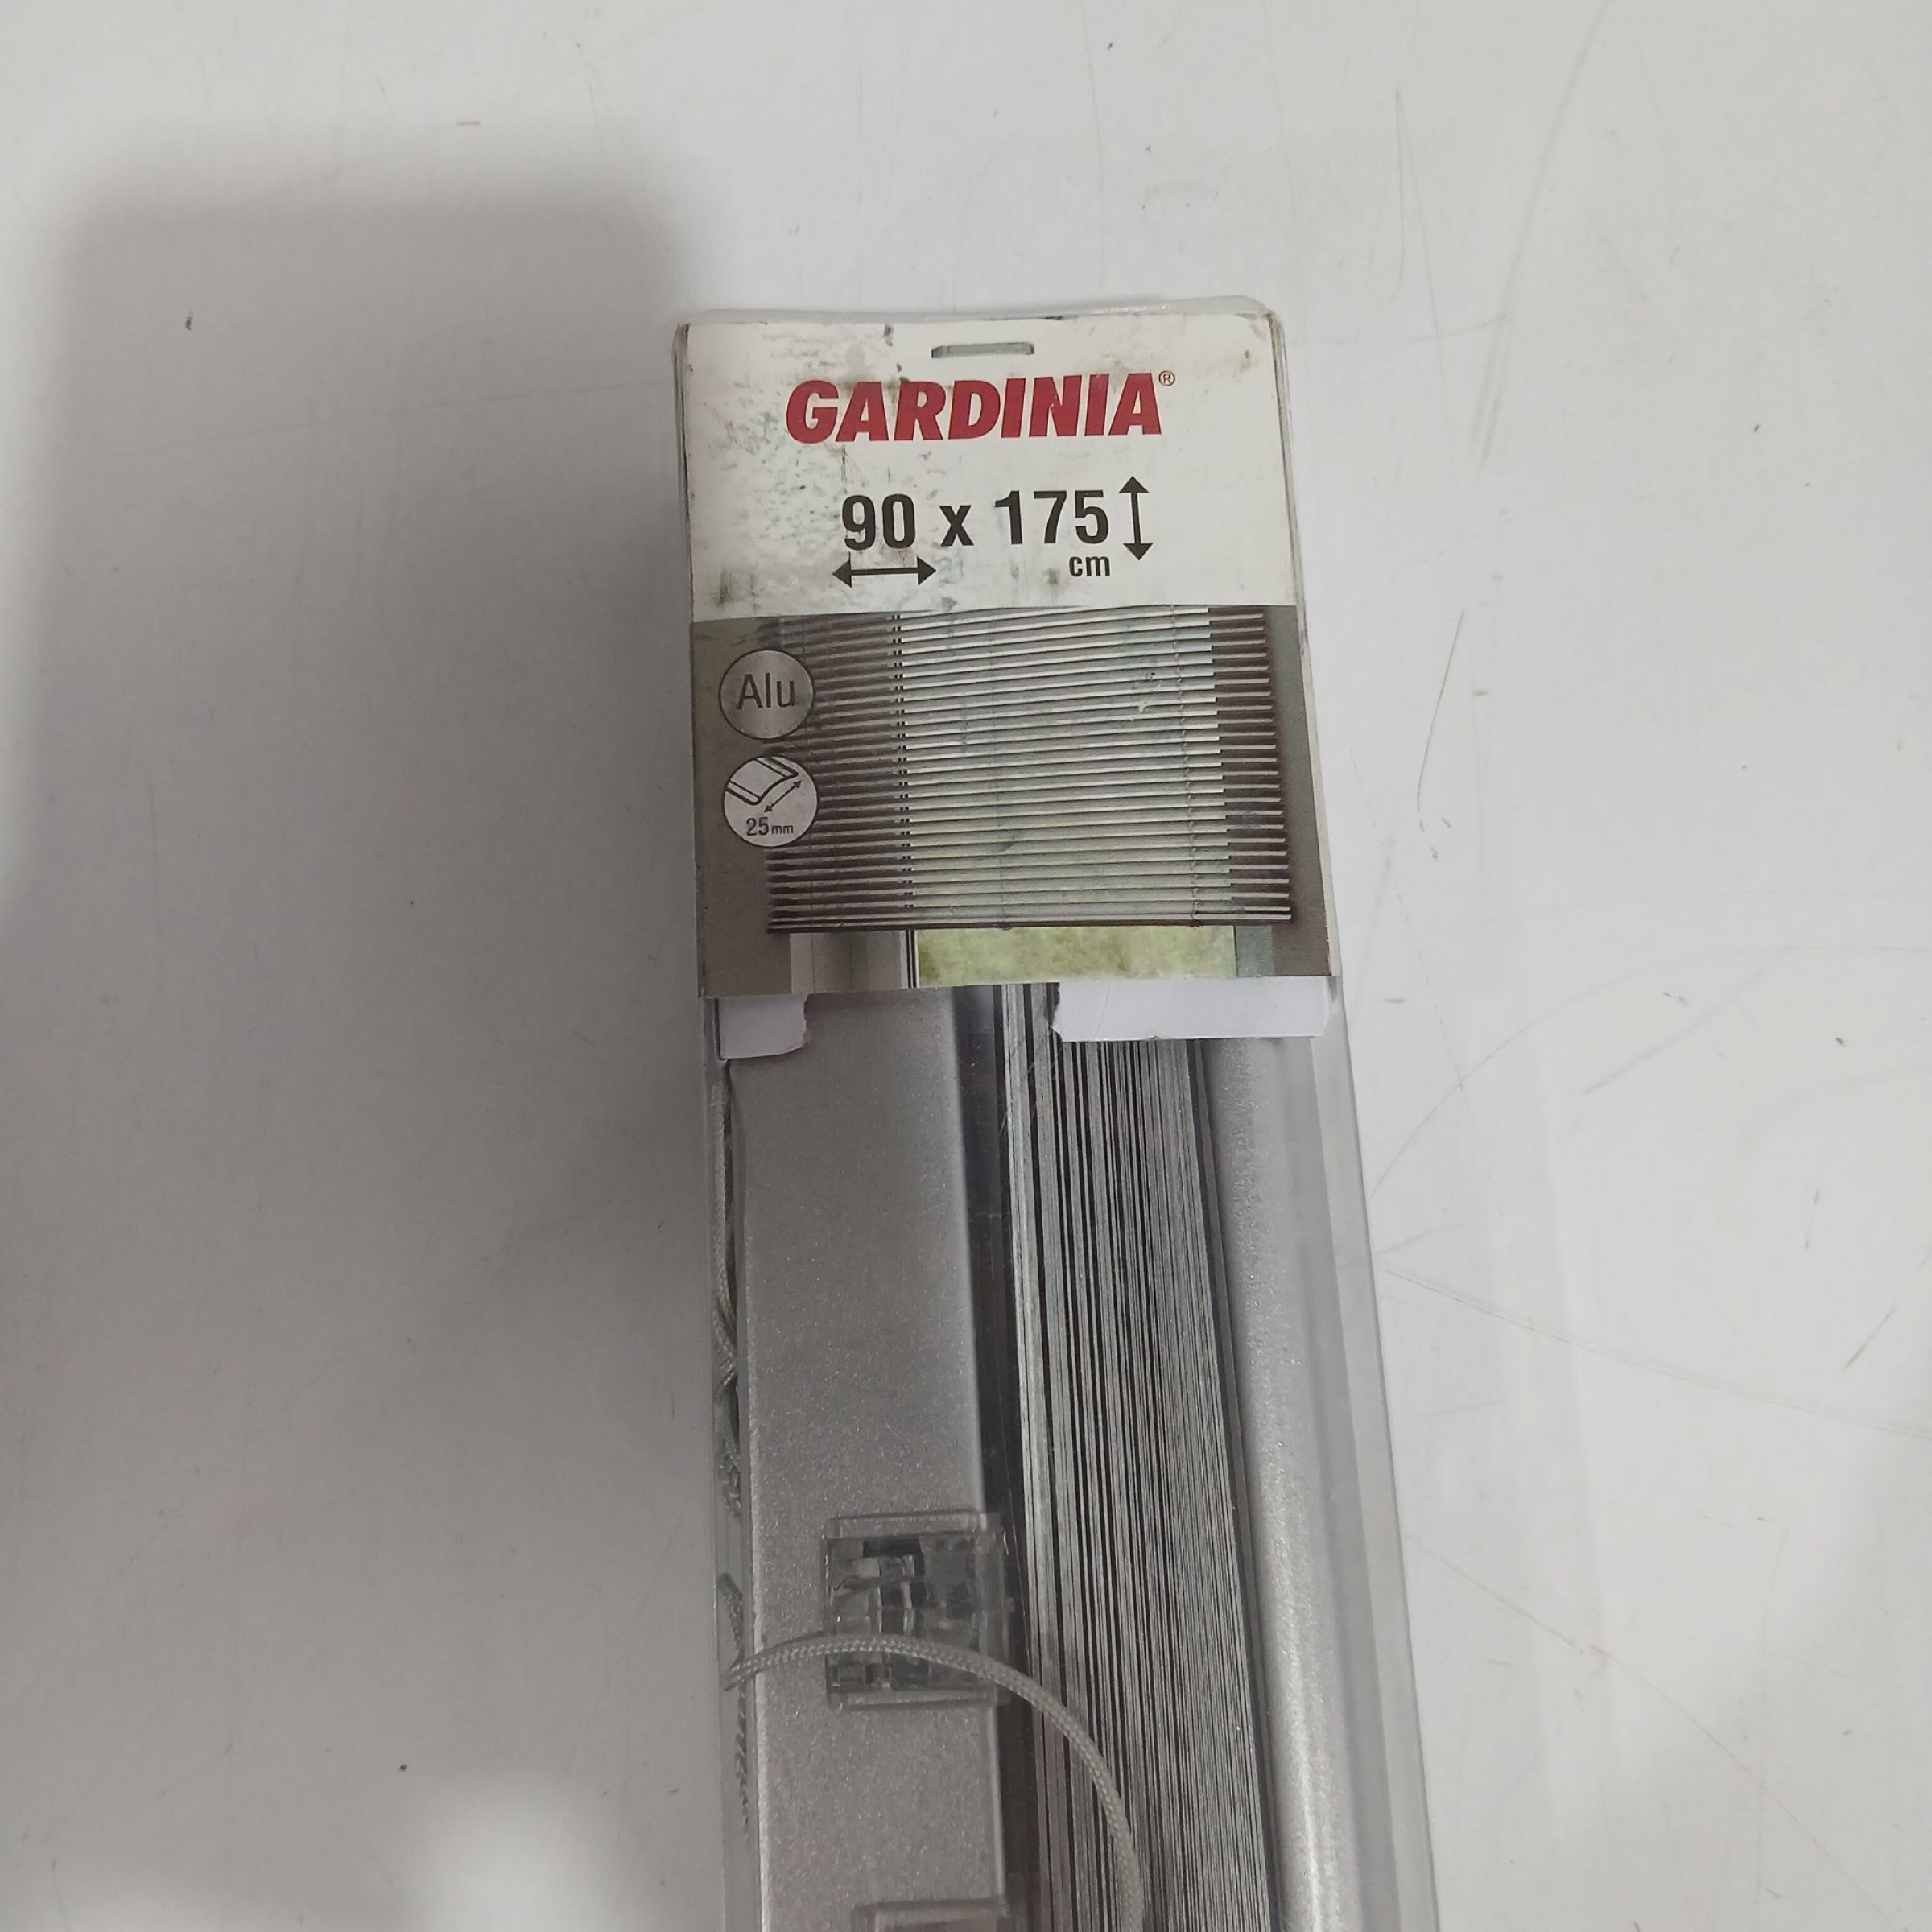 GARDINIA®
90 x 175
cm
Alu
25mm